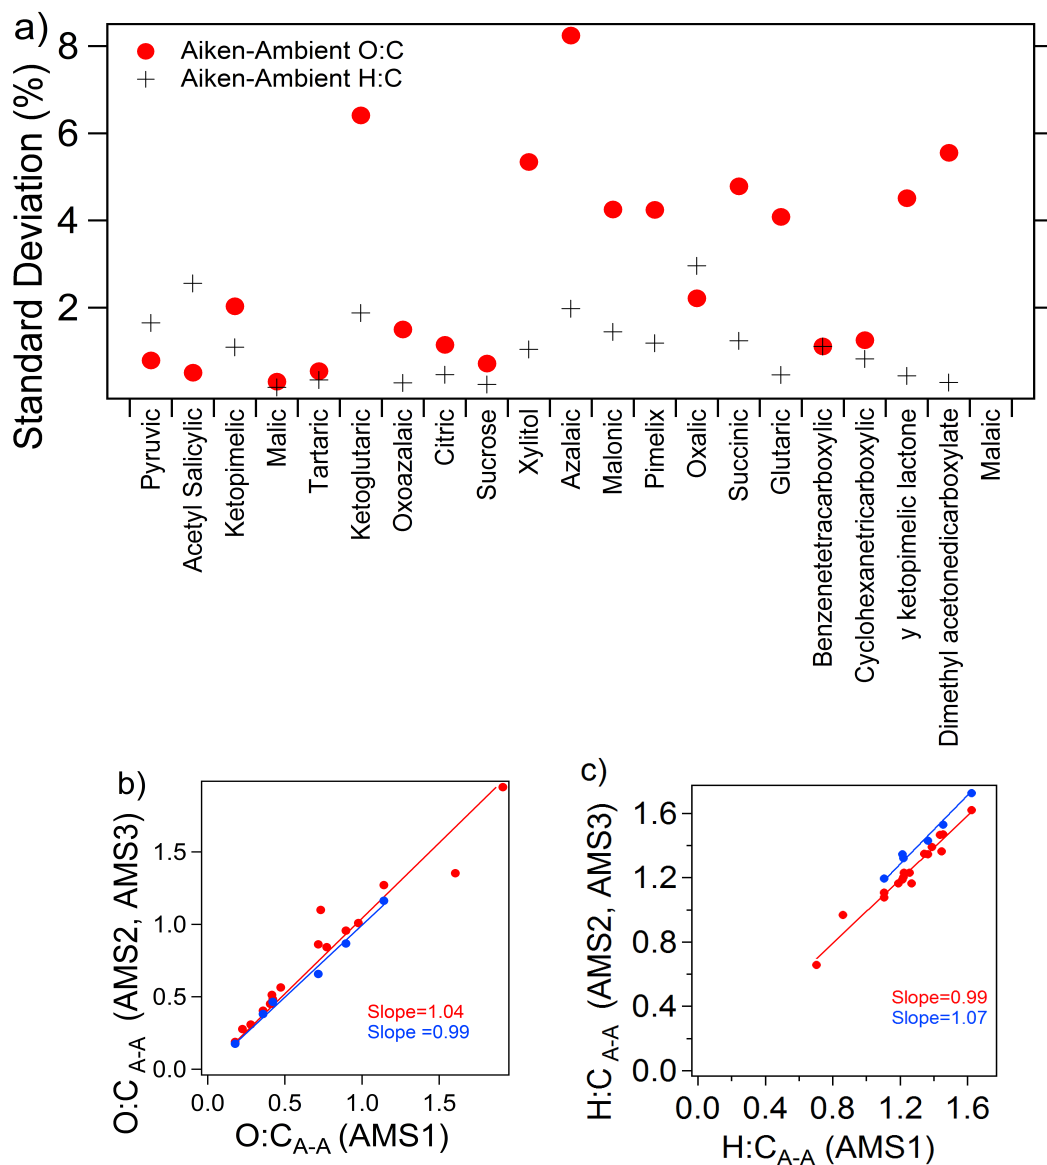 a)
Standard Deviation (%)
8
6
4
2
Aiken-Ambient O:C
Aiken-Ambient H:C
Pyruvic
Acetyl Salicylic
Ketopimelic
Malic
Tartaric
Ketoglutaric
Oxoazalaic
Citric
Sucrose
Xylitol
Azalaic
Malonic
Pimelix
Oxalic
Succinic
Glutaric
Benzenetetracarboxylic
Cyclohexanetricarboxylic
y ketopimelic lactone
Dimethyl acetonedicarboxylate
Malaic
b)
O:C A-A (AMS2, AMS3)
1.5
1.0
0.5
0.0
Slope=1.04
Slope =0.99
0.0 0.5 1.0 1.5
O:CA-A (AMS1)
c)
H:C A-A (AMS2, AMS3)
1.6
1.2
0.8
0.4
0.0
Slope=0.99
Slope=1.07
0.0 0.4 0.8 1.2 1.6
H:CA-A (AMS1)